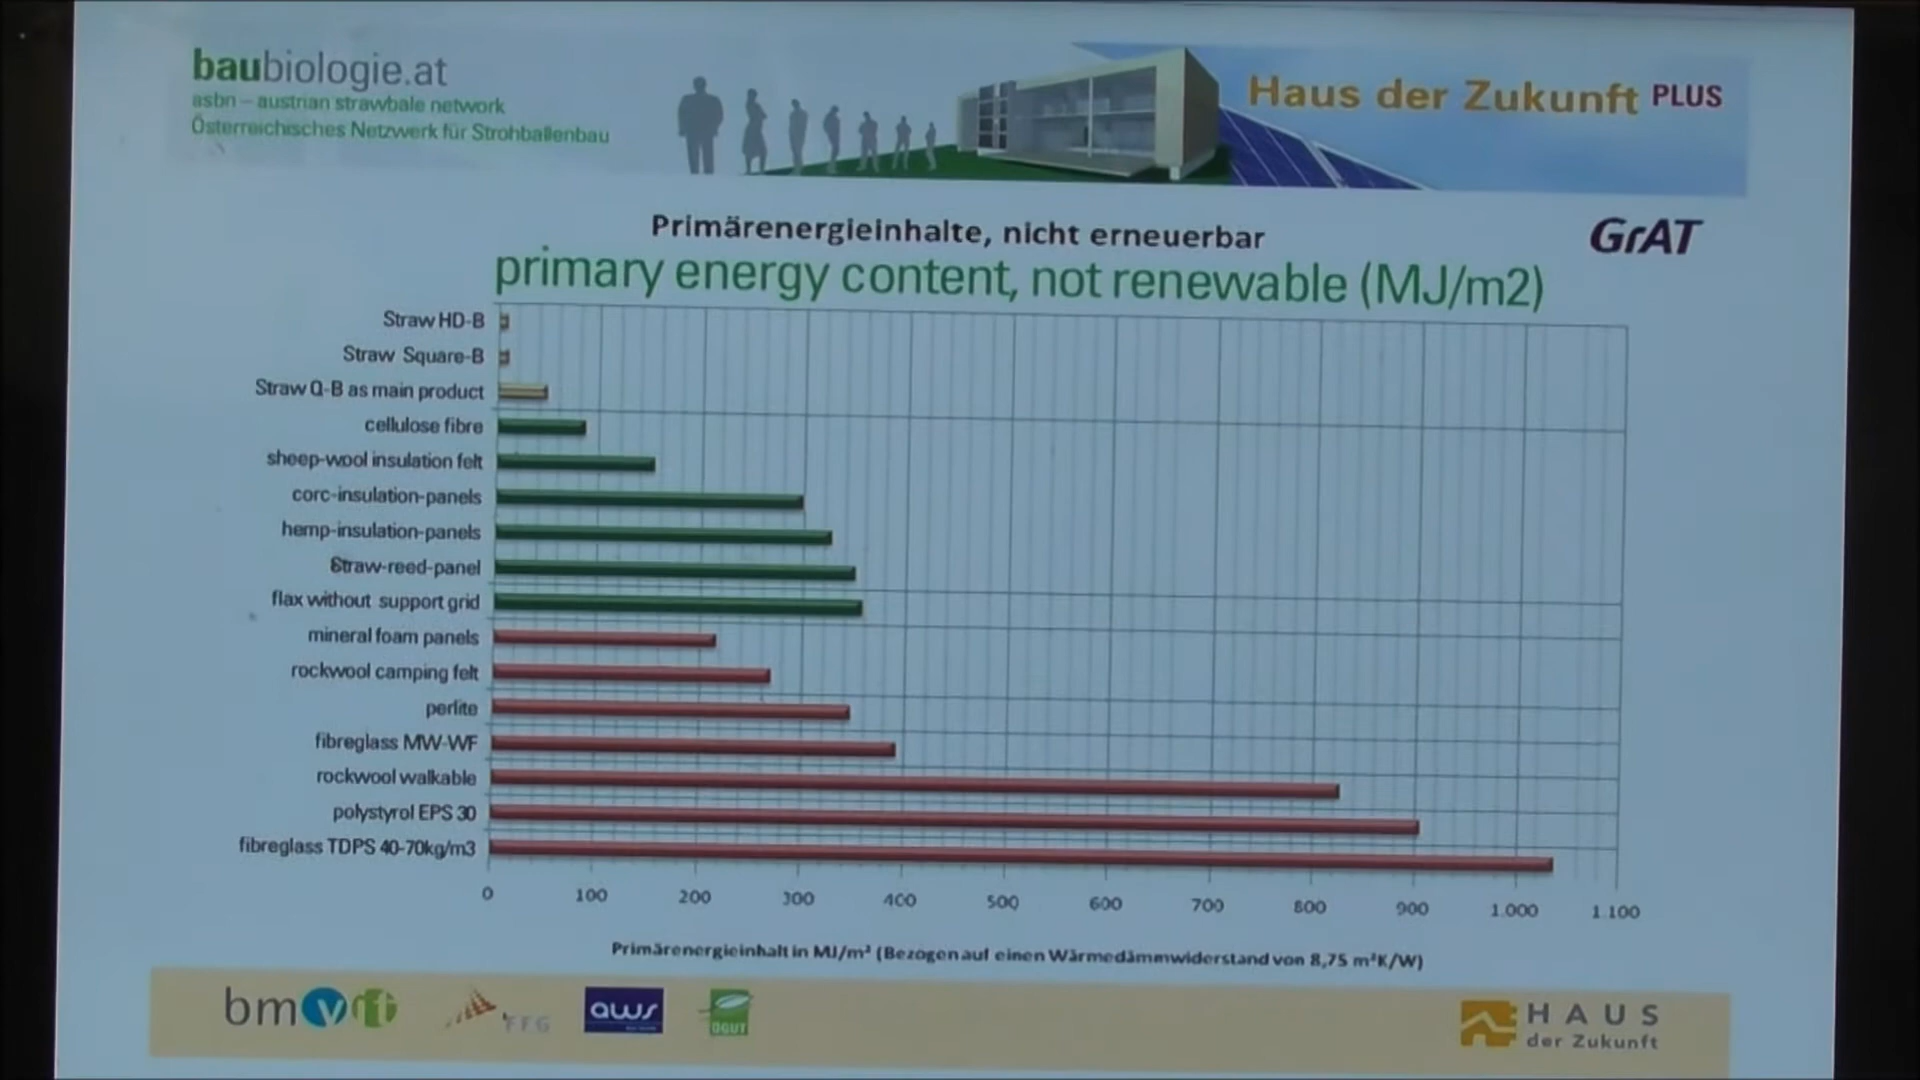 baubiologie.at
asbn – austrian strawbale network
Österreichisches Netzwerk für Strohballenbau
Haus der Zukunft PLUS
Primärenergieinhalte, nicht erneuerbar
GrAT
primary energy content, not renewable (MJ/m2)
Straw HD-B
Straw Square-B
Straw Q-B as main product
cellulose fibre
sheep-wool insulation felt
corc-insulation-panels
hemp-insulation-panels
Straw-reed-panel
flax without support grid
mineral foam panels
rockwool camping felt
perlite
fibreglass MW-WF
rockwool walkable
polystyrol EPS 30
fibreglass TDPS 40-70kg/m3
0 100 200 300 400 500 600 700 800 900 1.000 1.100
Primärenergieinhalt in MJ/m² (Bezogen auf einen Wärmedämmwiderstand von 8,75 m²K/W)
bmvit
FFG
aws
ÖGUT
HAUS
der Zukunft